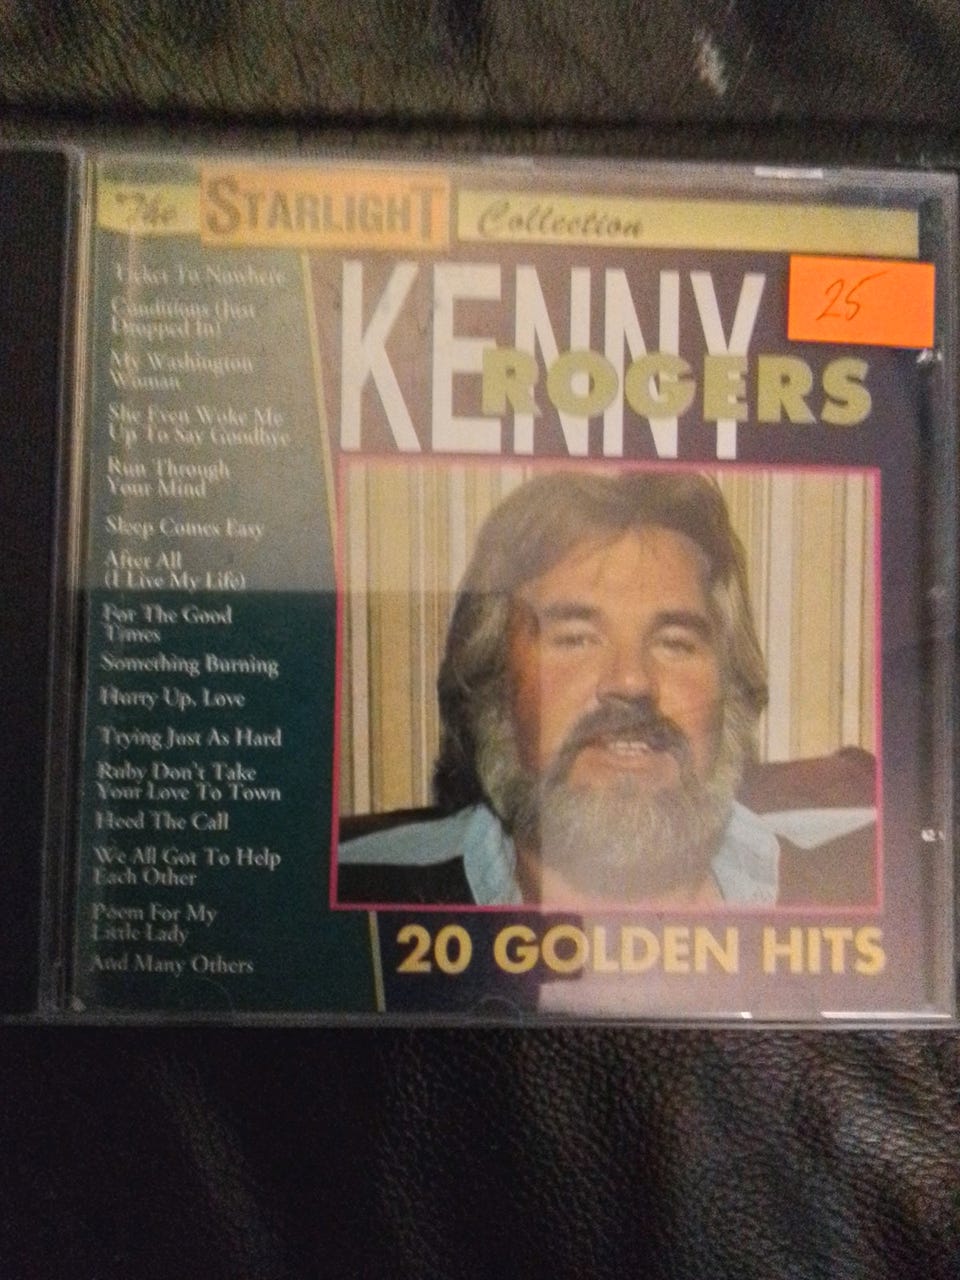 The STARLIGHT Collection
KENNY
ROGERS
25
Ticket To Nowhere
Conditions (Just
Dropped In)
My Washington
Woman
She Even Woke Me
Up To Say Goodbye
Run Through
Your Mind
Sleep Comes Easy
After All
(I Live My Life)
For The Good
Times
Something Burning
Hurry Up, Love
Trying Just As Hard
Ruby Don't Take
Your Love To Town
Heed The Call
We All Got To Help
Each Other
Poem For My
Little Lady
And Many Others
20 GOLDEN HITS